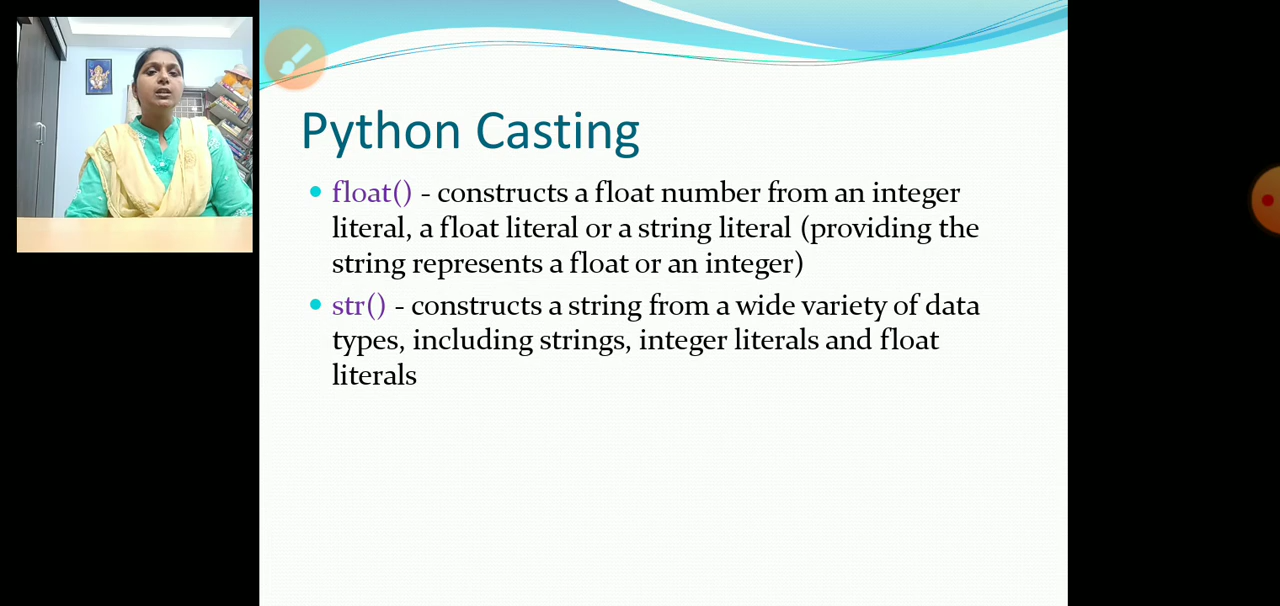 Python Casting
float() - constructs a float number from an integer
literal, a float literal or a string literal (providing the
string represents a float or an integer)
str() - constructs a string from a wide variety of data
types, including strings, integer literals and float
literals